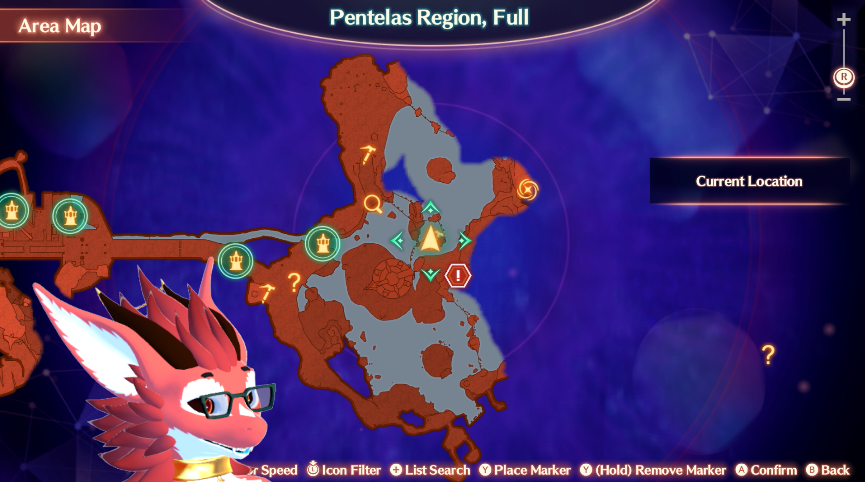 Pentelas Region, Full
Area Map
R
Current Location
!
?
?
r Speed Icon Filter List Search Y Place Marker Y (Hold) Remove Marker A Confirm B Back